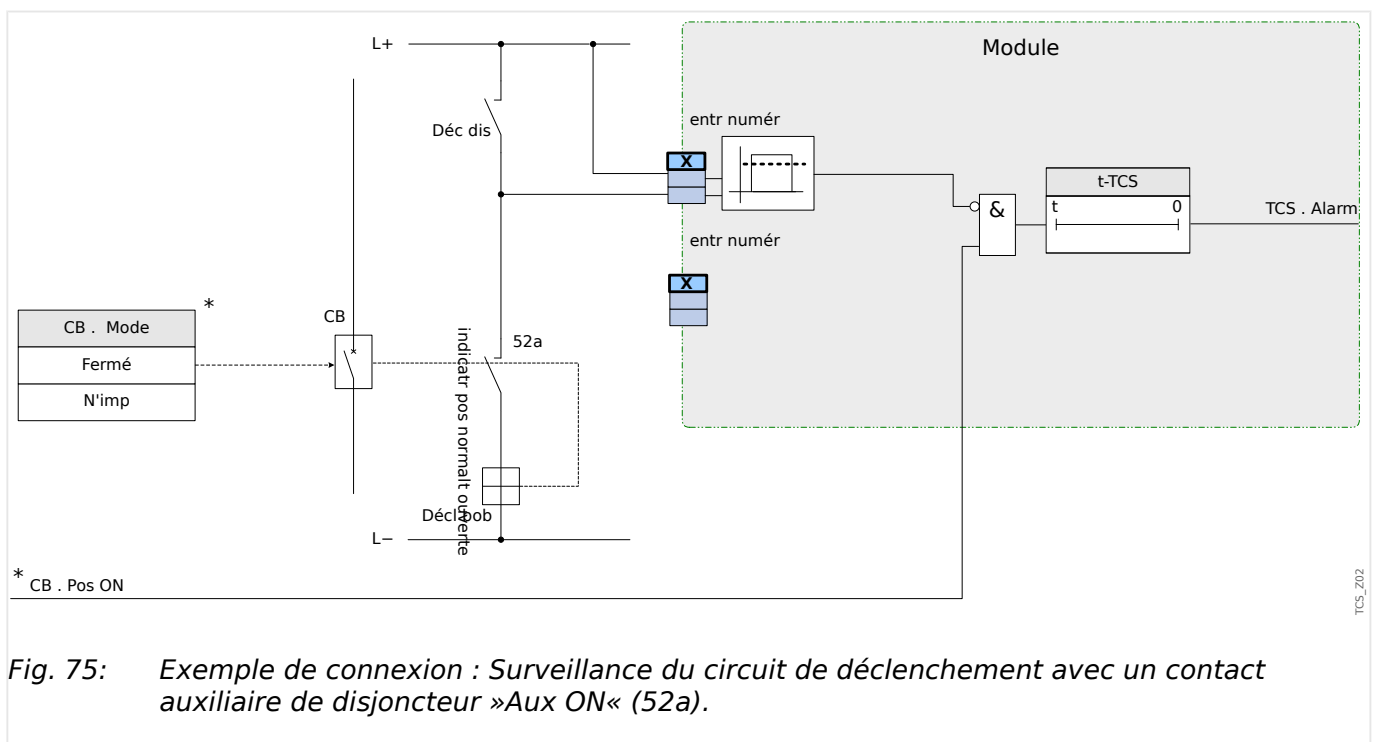 Module
L+
Déc dis
entr numér
X
t-TCS
t 0
&
TCS . Alarm
entr numér
X
*
CB . Mode
Fermé
N'imp
CB
52a
indicatr pos normalt ouverte
Décl bob
L−
*
CB . Pos ON
TCS_Z02
Fig. 75: Exemple de connexion : Surveillance du circuit de déclenchement avec un contact
auxiliaire de disjoncteur »Aux ON« (52a).